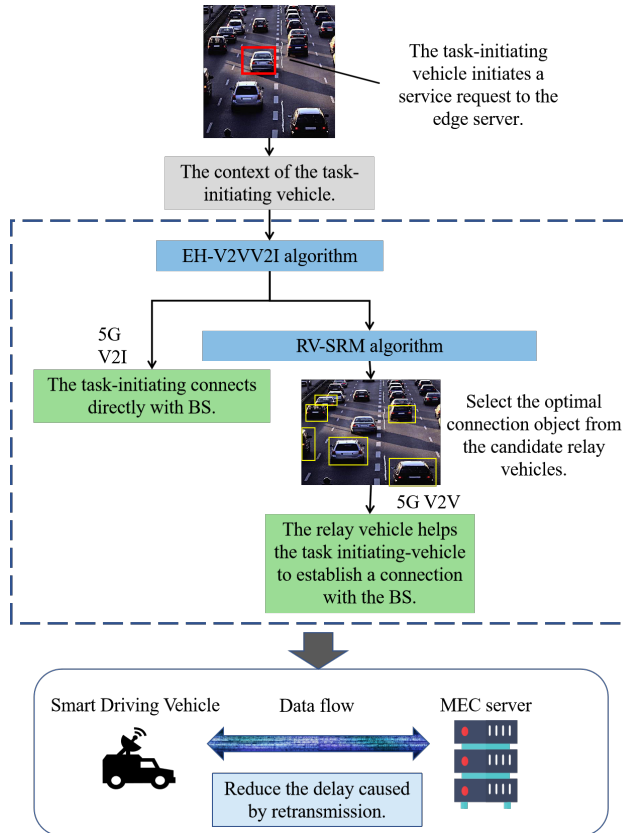 The task-initiating
vehicle initiates a
service request to the
edge server.
The context of the task-
initiating vehicle.
EH-V2VV2I algorithm
5G
V2I
RV-SRM algorithm
The task-initiating connects
directly with BS.
Select the optimal
connection object from
the candidate relay
vehicles.
5G V2V
The relay vehicle helps
the task initiating-vehicle
to establish a connection
with the BS.
Smart Driving Vehicle
Data flow
MEC server
Reduce the delay caused
by retransmission.